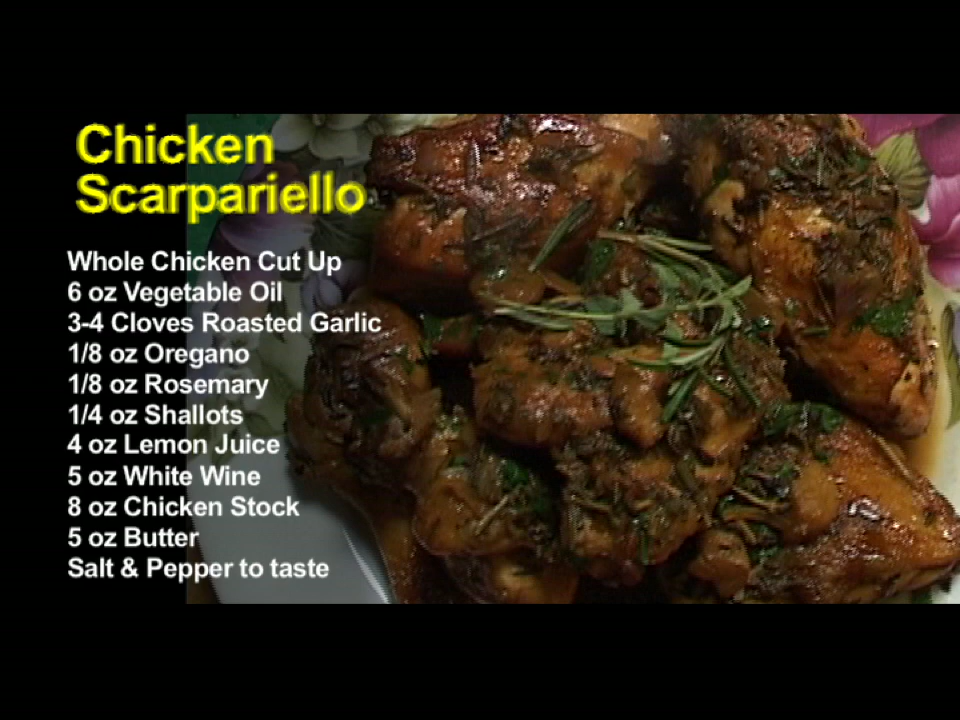 Chicken
Scarpariello
Whole Chicken Cut Up
6 oz Vegetable Oil
3-4 Cloves Roasted Garlic
1/8 oz Oregano
1/8 oz Rosemary
1/4 oz Shallots
4 oz Lemon Juice
5 oz White Wine
8 oz Chicken Stock
5 oz Butter
Salt & Pepper to taste